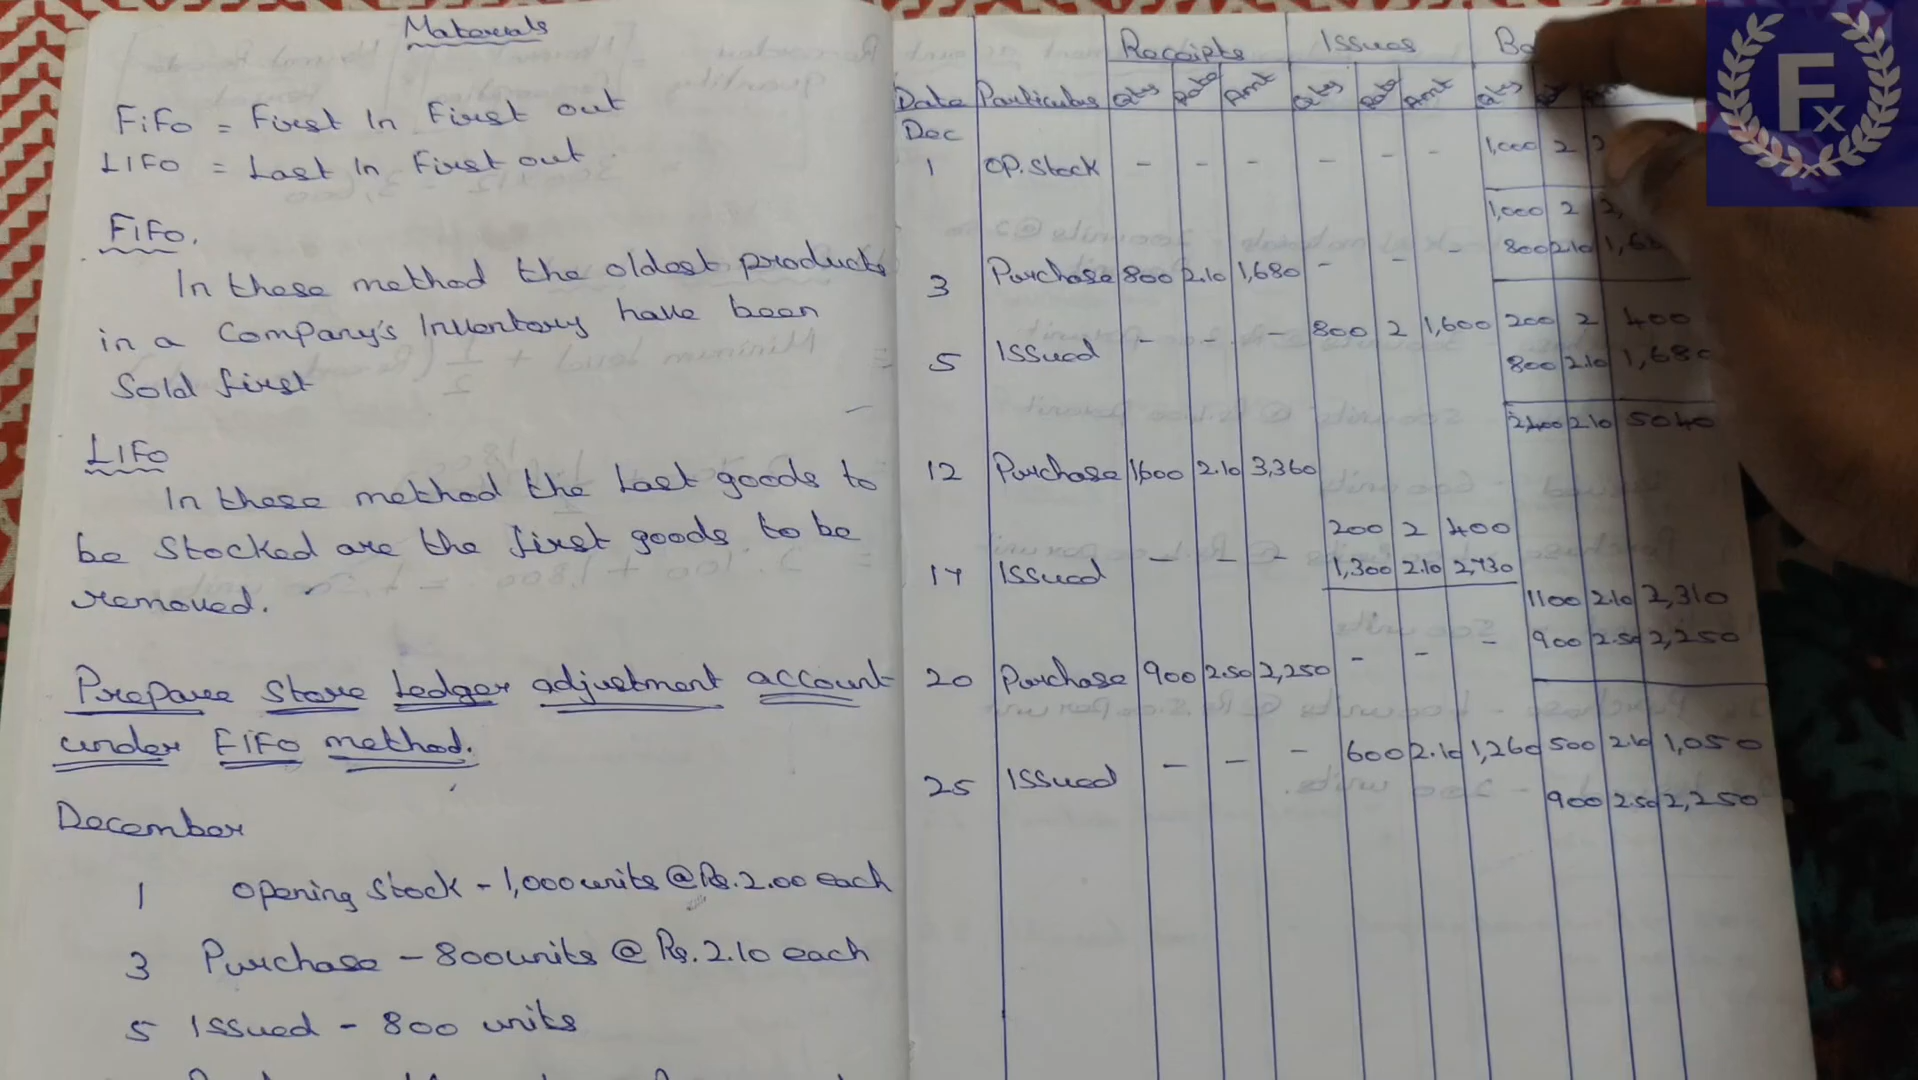 Materials
FIFO = First In First out
LIFO = Last In First out
FIFO.
In these method the oldest products
in a Company's Inventory have been
Sold first
LIFO
In these method the Last goods to
be Stocked are the first goods to be
removed.
Prepare Store Ledger adjustment account
under FIFO method.
December
1 Opening Stock - 1,000 units @ Rs. 2.00 each
3 Purchase - 800 units @ Rs. 2.10 each
5 Issued - 800 units
Receipts Issues
Date Particulars Qty Rate Amt Qty Rate Amt Qty
Dec
1 OP. Stock - - - - - - 1,000 2
1,000 2 2,
800 2.10 1,68
3 Purchase 800 2.10 1,680 - - -
5 Issued - - - 800 2 1,600 200 2 400
800 2.10 1,680
2400 2.10 5040
12 Purchase 1600 2.10 3,360
200 2 400
17 Issued - - - 1,300 2.10 2,730
1100 2.10 2,310
900 2.50 2,250
20 Purchase 900 2.50 2,250 - - -
25 Issued - - - 600 2.10 1,260 500 2.10 1,050
900 2.50 2,250
Fx